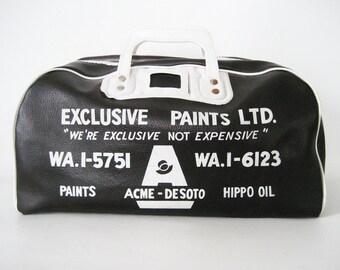 EXCLUSIVE PAINTS LTD.
"WE'RE EXCLUSIVE NOT EXPENSIVE"
WA.1-5751 WA.1-6123
A
PAINTS ACME-DESOTO HIPPO OIL